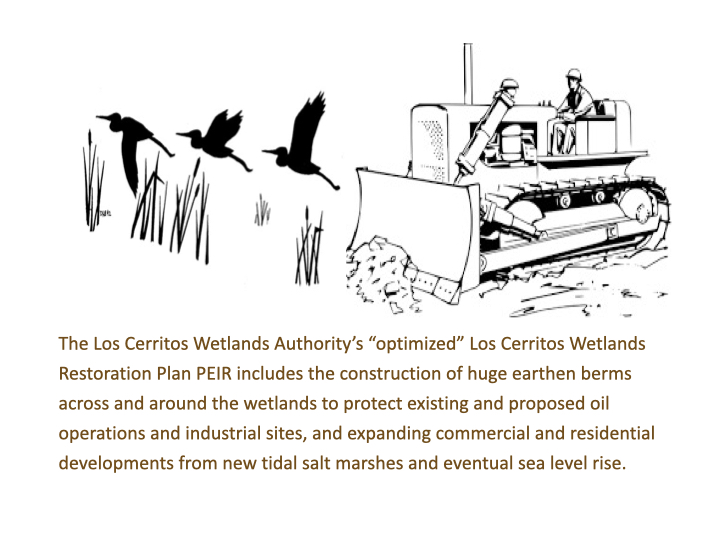 The Los Cerritos Wetlands Authority’s “optimized” Los Cerritos Wetlands
Restoration Plan PEIR includes the construction of huge earthen berms
across and around the wetlands to protect existing and proposed oil
operations and industrial sites, and expanding commercial and residential
developments from new tidal salt marshes and eventual sea level rise.